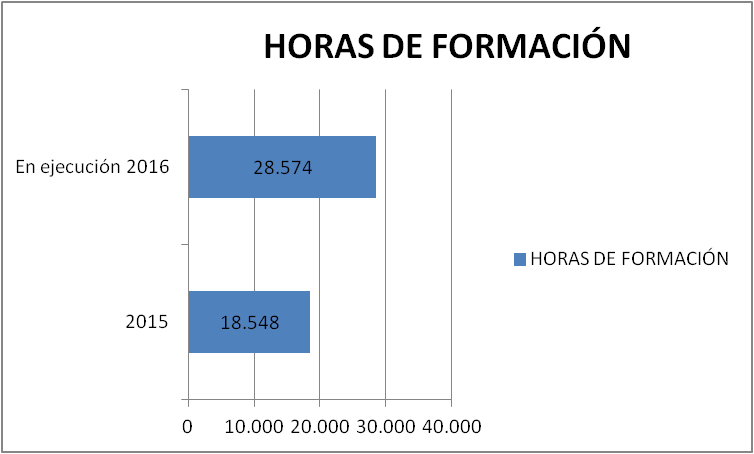 HORAS DE FORMACIÓN
En ejecución 2016
28.574
HORAS DE FORMACIÓN
2015
18.548
0 10.000 20.000 30.000 40.000